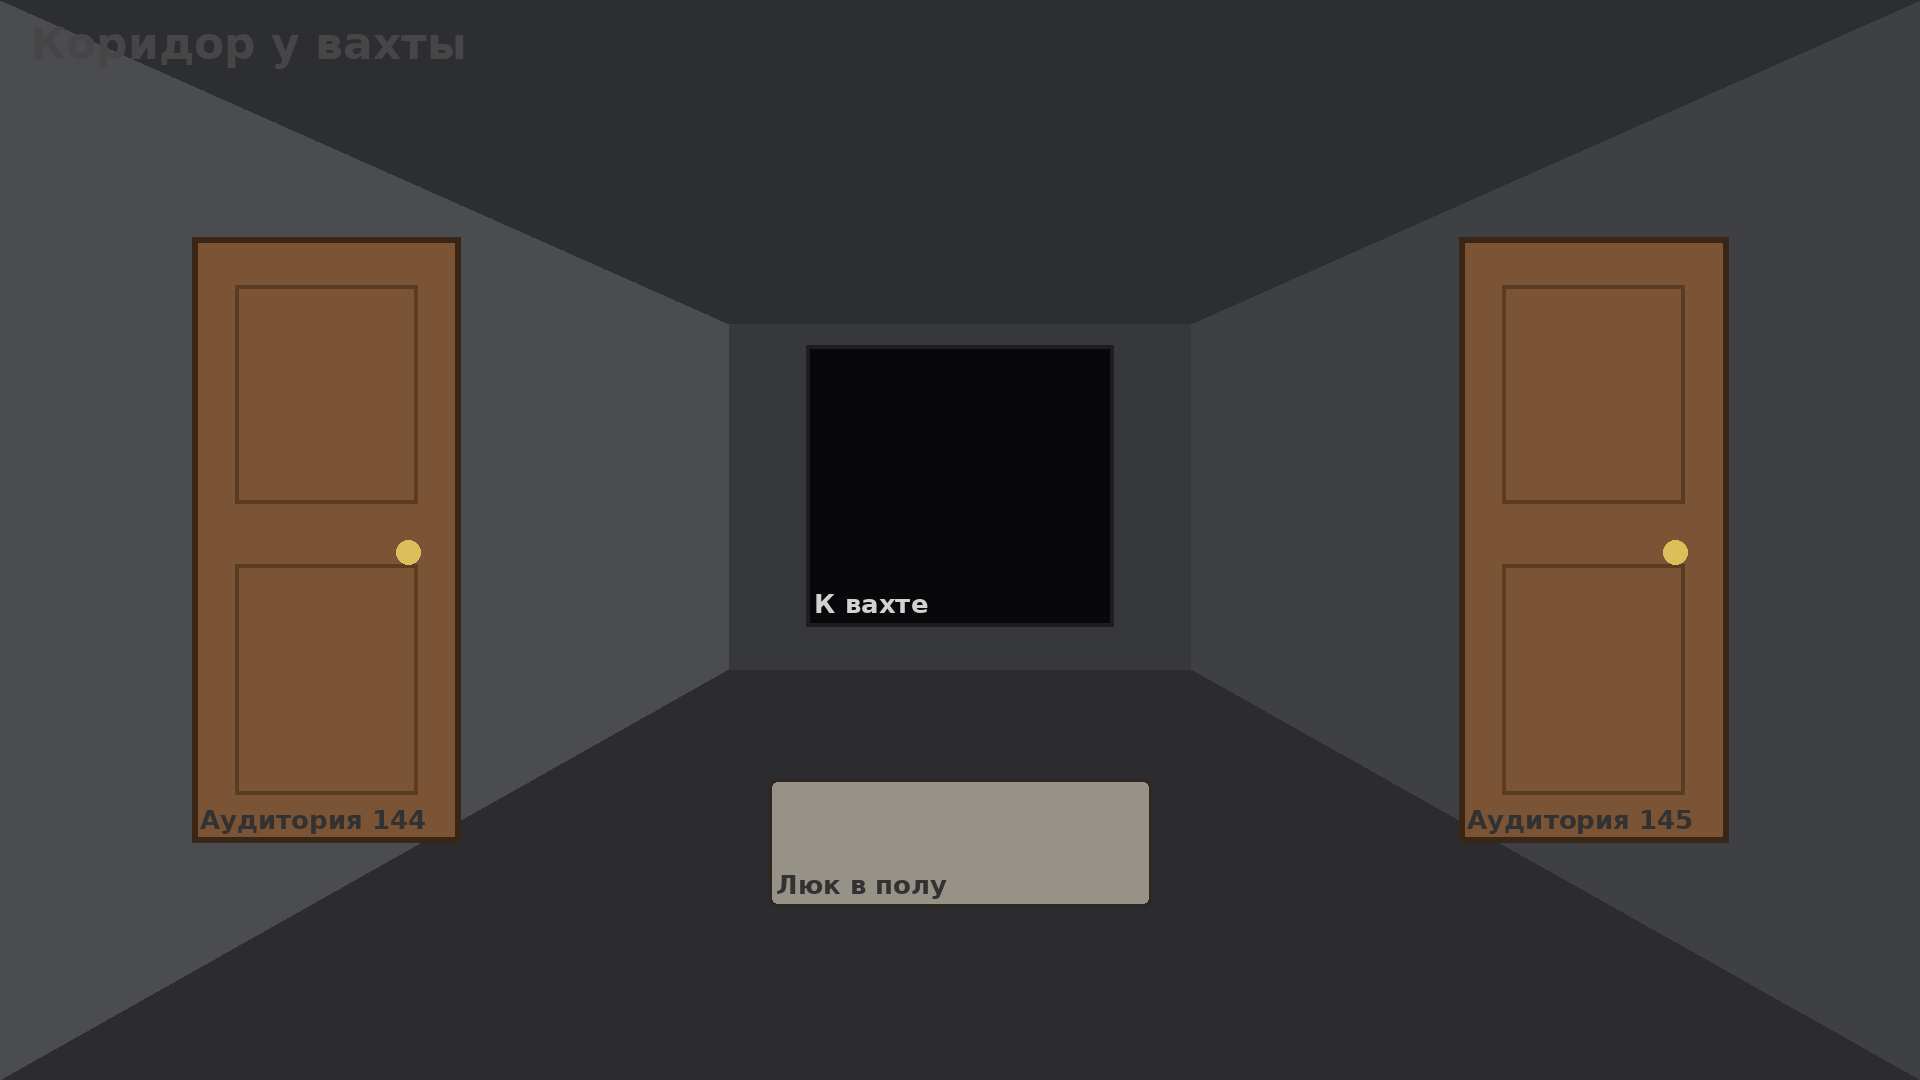 Коридор у вахты
К вахте
Аудитория 144
Аудитория 145
Люк в полу